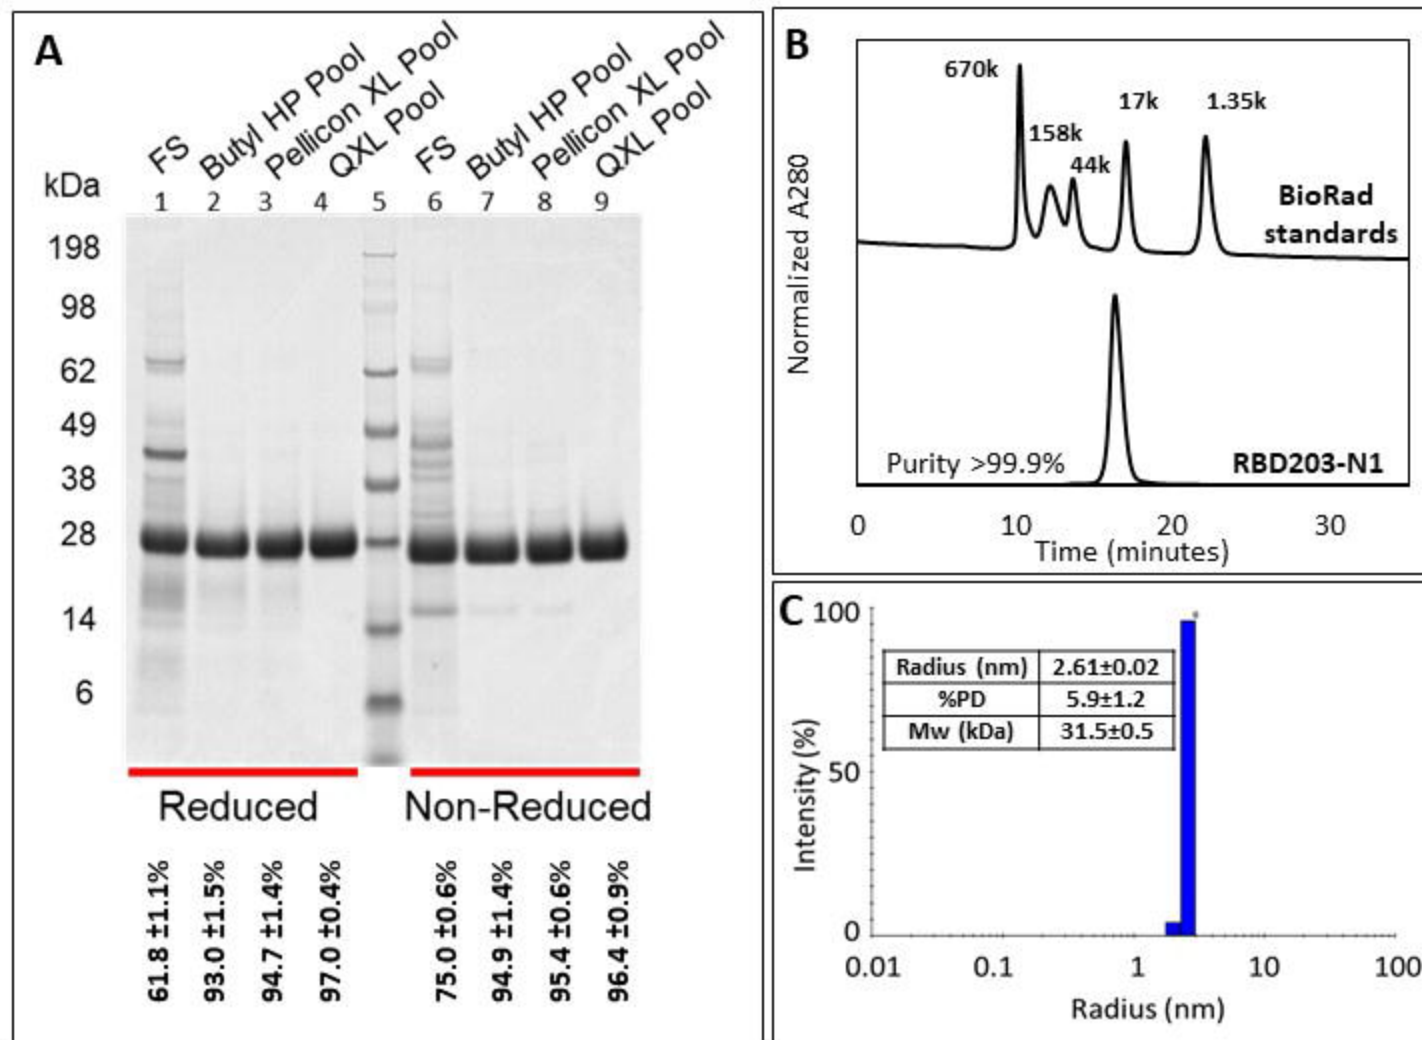 A
FS
Butyl HP Pool
Pellicon XL Pool
QXL Pool
FS
Butyl HP Pool
Pellicon XL Pool
QXL Pool
kDa
1 2 3 4 5 6 7 8 9
198
98
62
49
38
28
14
6
Reduced
Non-Reduced
61.8 ±1.1%
93.0 ±1.5%
94.7 ±1.4%
97.0 ±0.4%
75.0 ±0.6%
94.9 ±1.4%
95.4 ±0.6%
96.4 ±0.9%
B
670k
158k
44k
17k
1.35k
BioRad
standards
Normalized A280
Purity >99.9%
RBD203-N1
0 10 20 30
Time (minutes)
C
100
50
0
Intensity (%)
Radius (nm) 2.61±0.02
%PD 5.9±1.2
Mw (kDa) 31.5±0.5
0.01 0.1 1 10 100
Radius (nm)